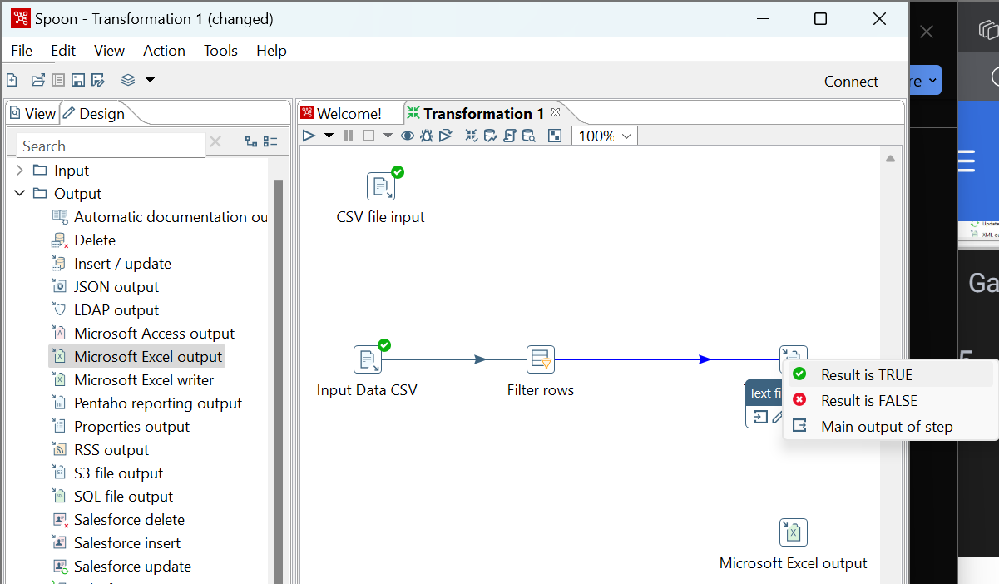 Spoon - Transformation 1 (changed)
File Edit View Action Tools Help
Connect
View Design
Welcome! Transformation 1
100%
Search
Input
Output
Automatic documentation ou
Delete
Insert / update
JSON output
LDAP output
Microsoft Access output
Microsoft Excel output
Microsoft Excel writer
Pentaho reporting output
Properties output
RSS output
S3 file output
SQL file output
Salesforce delete
Salesforce insert
Salesforce update
CSV file input
Input Data CSV
Filter rows
Text fi
Result is TRUE
Result is FALSE
Main output of step
Microsoft Excel output
re
Update
XML ou
Ga